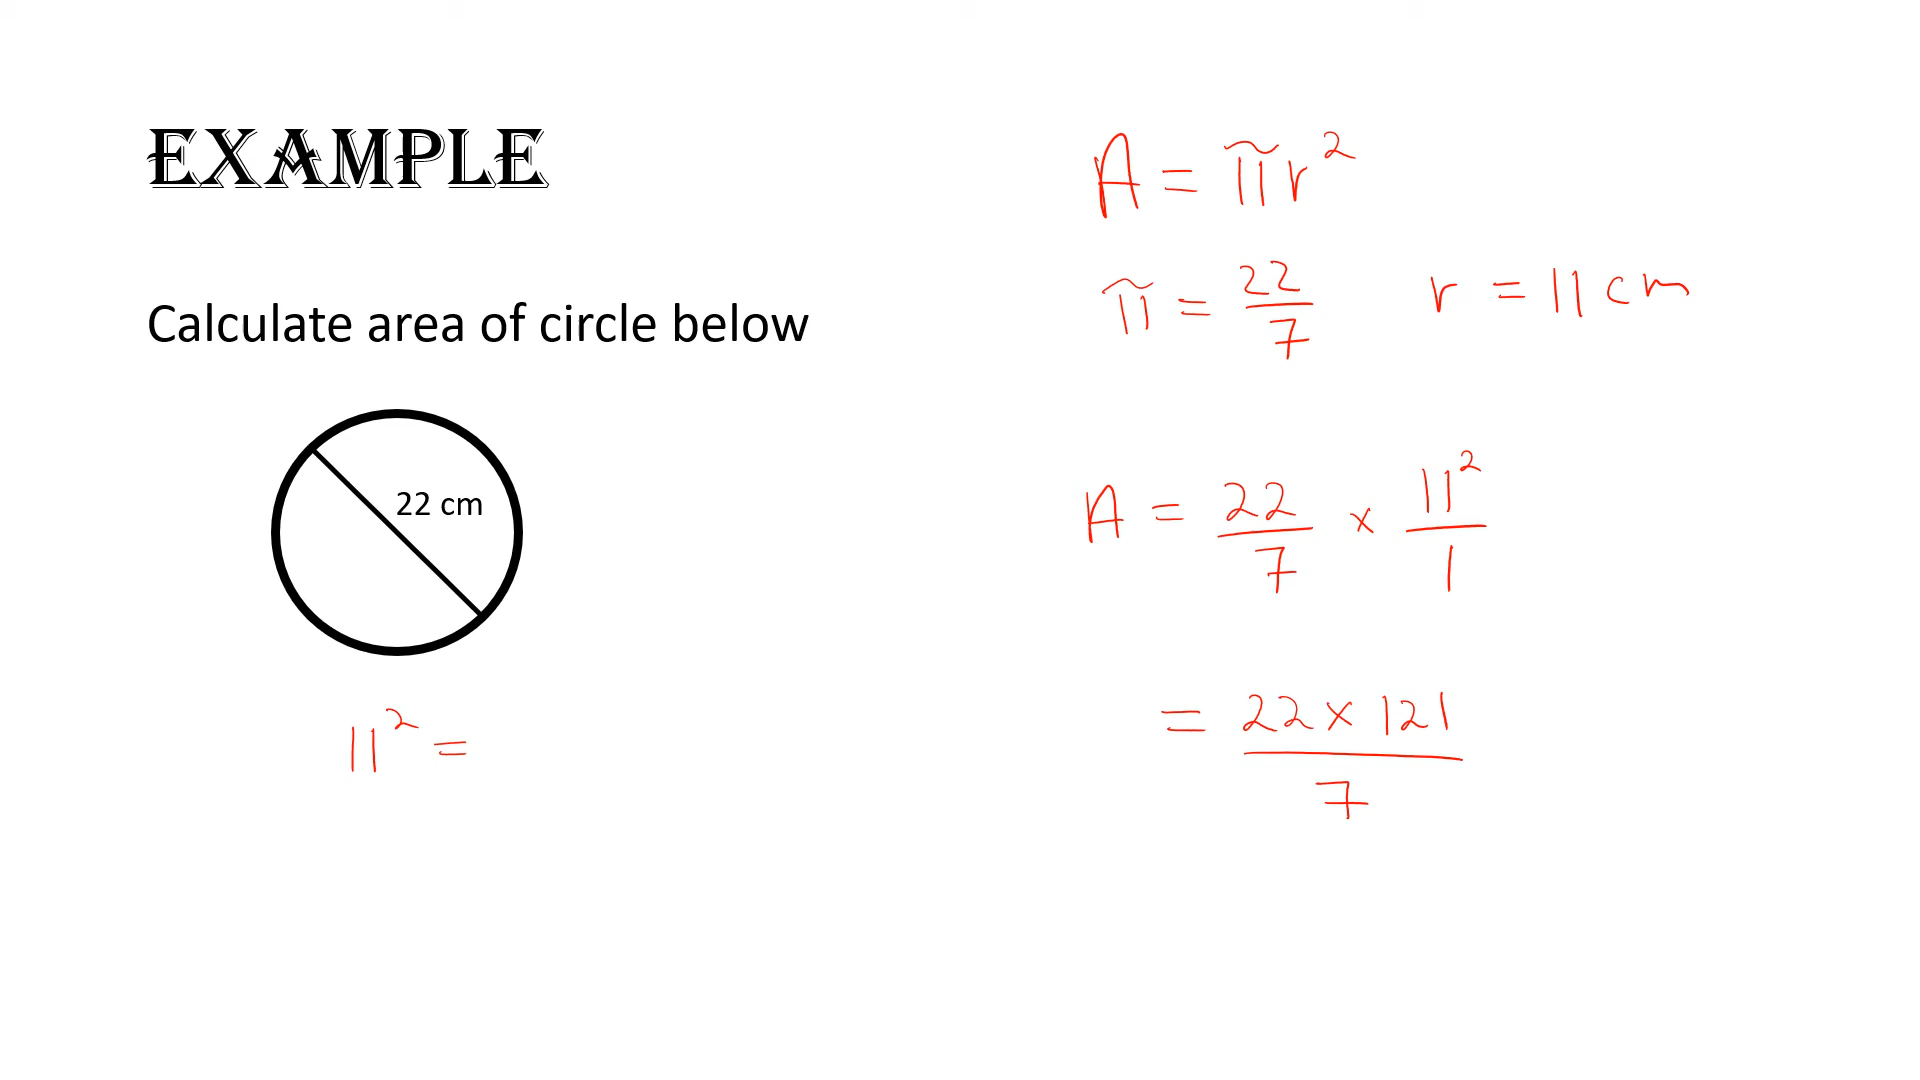 EXAMPLE
Calculate area of circle below
22 cm
11² =
A = πr²
π = 22/7    r = 11 cm
A = 22/7 × 11²/1
= 22 × 121/7